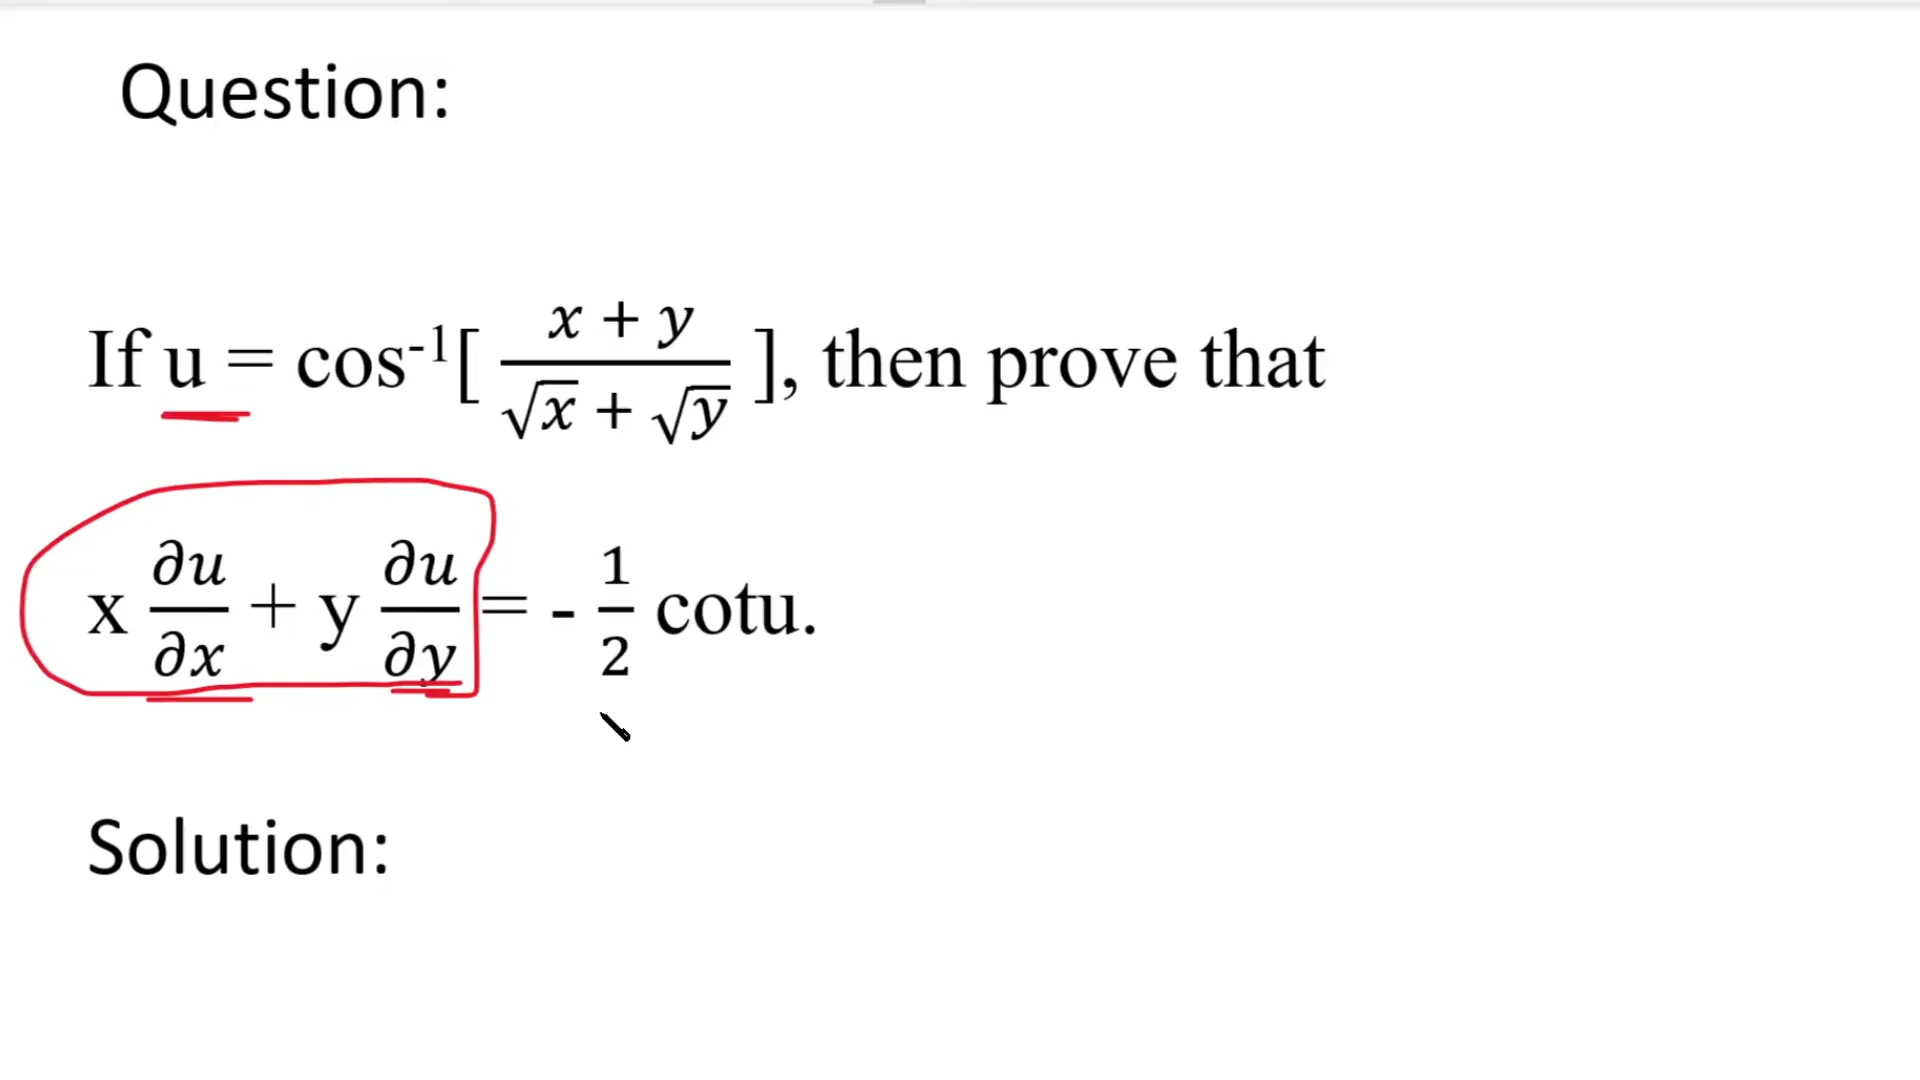 Question:
If u = cos⁻¹[ (x + y)/(√x + √y) ], then prove that
x ∂u/∂x + y ∂u/∂y = - 1/2 cotu.
Solution: